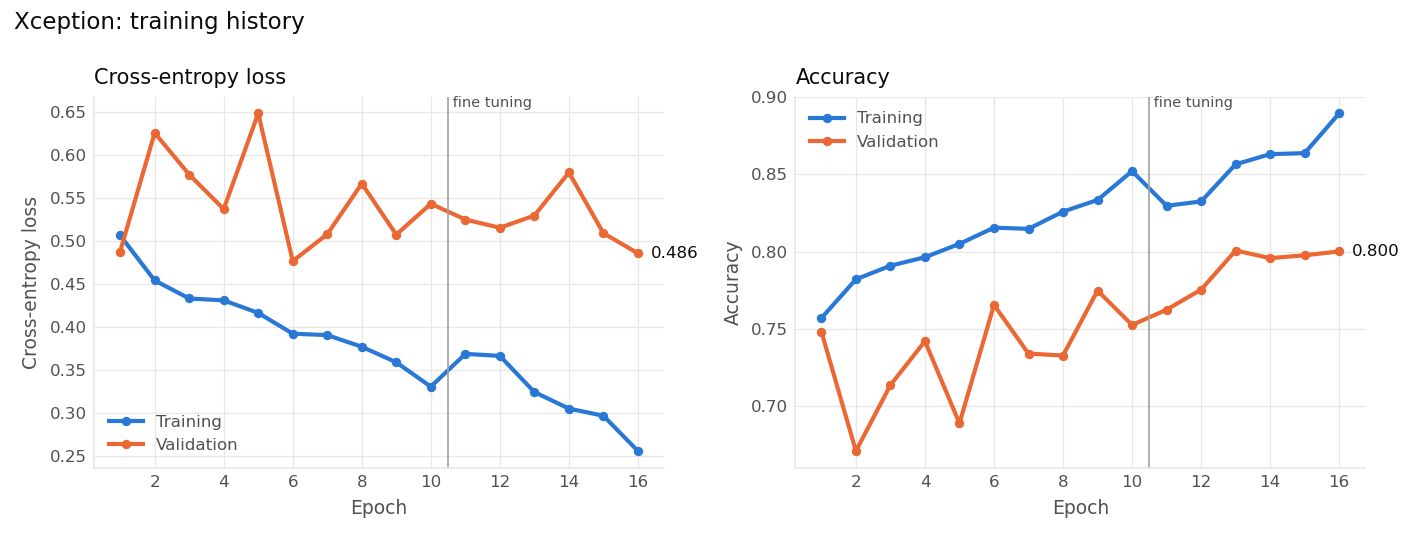 Xception: training history
Cross-entropy loss
fine tuning
0.65
0.60
0.55
0.50
0.45
0.40
0.35
0.30
0.25
Cross-entropy loss
0.486
Training
Validation
2 4 6 8 10 12 14 16
Epoch
Accuracy
fine tuning
Training
Validation
0.90
0.85
0.80
0.75
0.70
Accuracy
0.800
2 4 6 8 10 12 14 16
Epoch